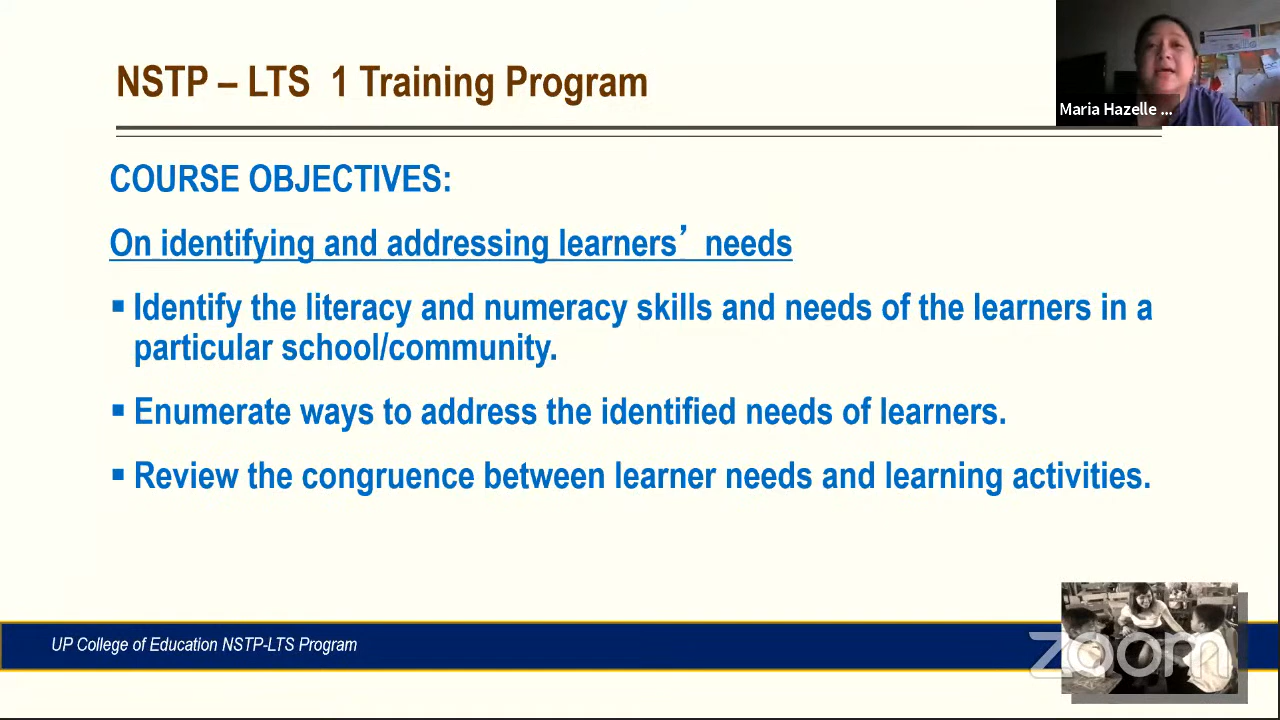 NSTP – LTS 1 Training Program
Maria Hazelle ...
COURSE OBJECTIVES:
On identifying and addressing learners’ needs
▪ Identify the literacy and numeracy skills and needs of the learners in a
particular school/community.
▪ Enumerate ways to address the identified needs of learners.
▪ Review the congruence between learner needs and learning activities.
UP College of Education NSTP-LTS Program
zoom